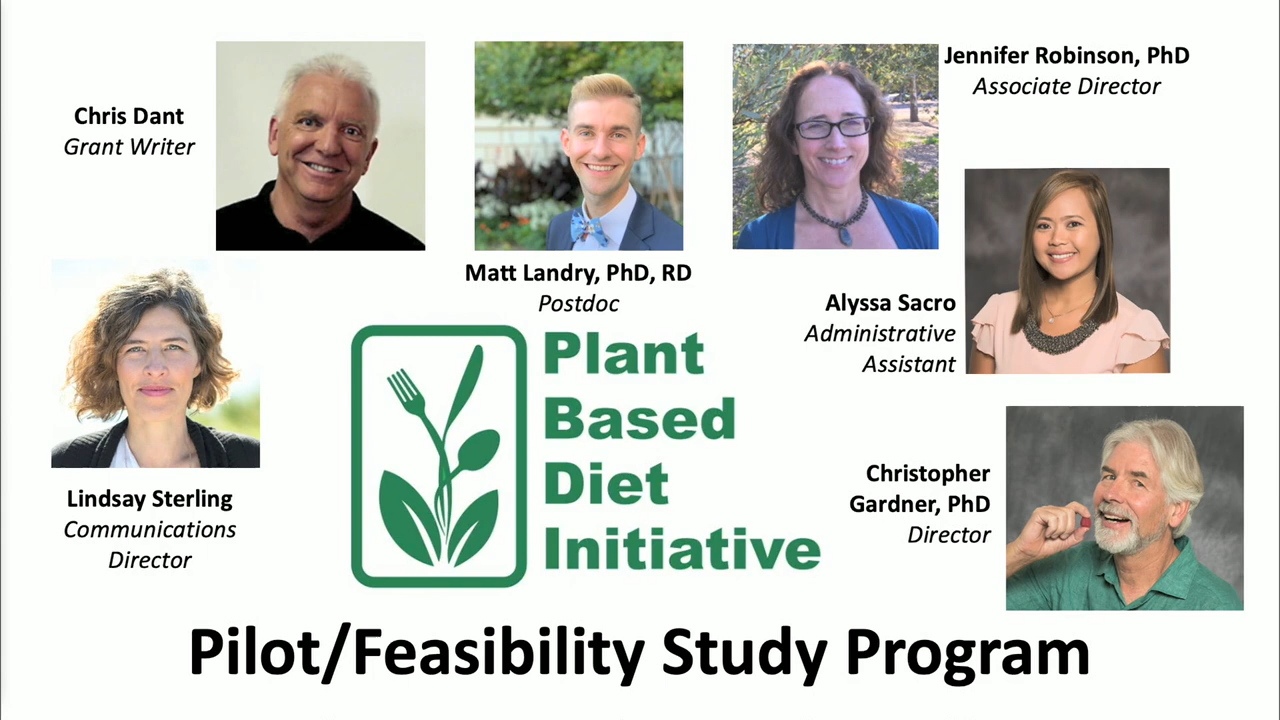 Chris Dant
Grant Writer
Matt Landry, PhD, RD
Postdoc
Jennifer Robinson, PhD
Associate Director
Alyssa Sacro
Administrative
Assistant
Lindsay Sterling
Communications
Director
Plant
Based
Diet
Initiative
Christopher
Gardner, PhD
Director
Pilot/Feasibility Study Program